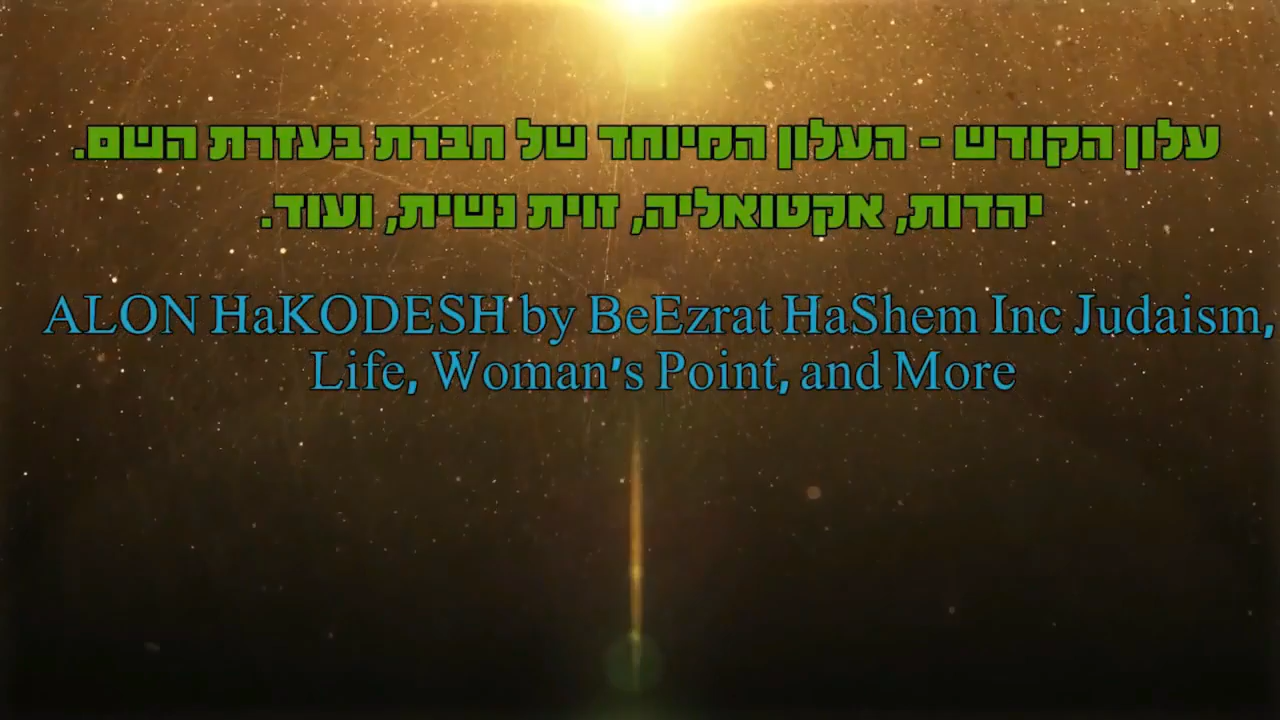 עלון הקודש - העלון המיוחד של חברת בעזרת השם.
יהדות, אקטואליה, זוית נשית, ועוד.
ALON HaKODESH by BeEzrat HaShem Inc Judaism,
Life, Woman's Point, and More